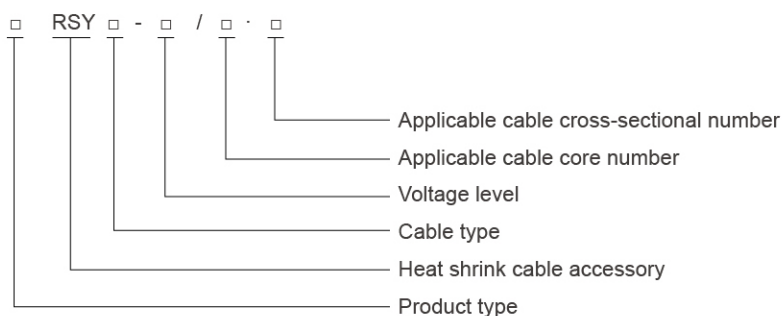 □ RSY □ - □ / □ · □
Applicable cable cross-sectional number
Applicable cable core number
Voltage level
Cable type
Heat shrink cable accessory
Product type